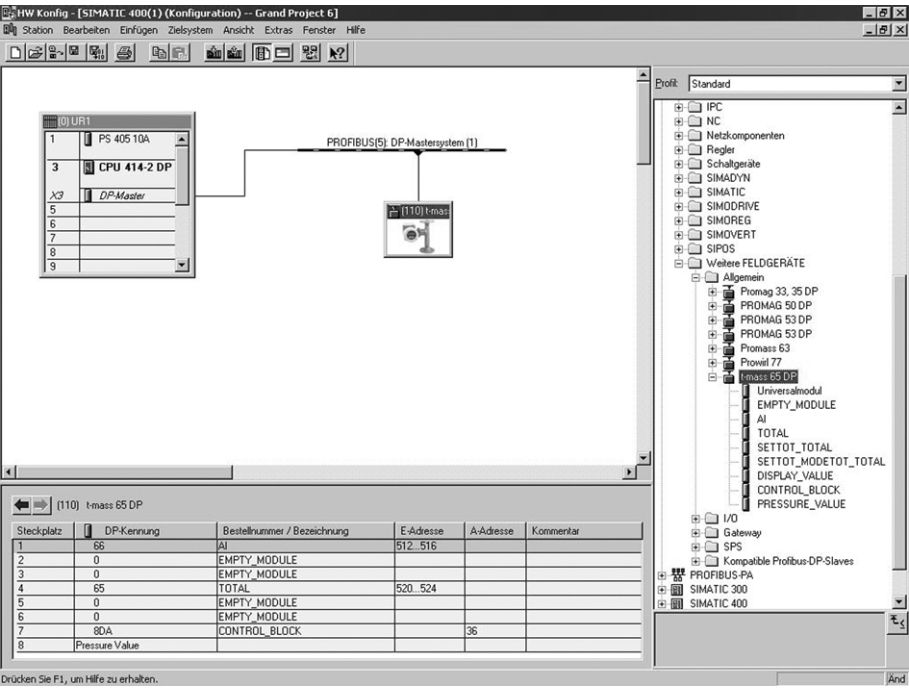 HW Konfig - [SIMATIC 400(1) (Konfiguration) -- Grand Project 6]
Station Bearbeiten Einfügen Zielsystem Ansicht Extras Fenster Hilfe
(0) UR1
1 PS 405 10A
3 CPU 414-2 DP
X3 DP-Master
5
6
7
8
9
PROFIBUS(5): DP-Mastersystem (1)
(110) t-mas
Profil: Standard
IPC
NC
Netzkomponenten
Regler
Schaltgeräte
SIMADYN
SIMATIC
SIMODRIVE
SIMOREG
SIMOVERT
SIPOS
Weitere FELDGERÄTE
Allgemein
Promag 33, 35 DP
PROMAG 50 DP
PROMAG 53 DP
PROMAG 53 DP
Promass 63
Prowirl 77
t-mass 65 DP
Universalmodul
EMPTY_MODULE
AI
TOTAL
SETTOT_TOTAL
SETTOT_MODETOT_TOTAL
DISPLAY_VALUE
CONTROL_BLOCK
PRESSURE_VALUE
I/O
Gateway
SPS
Kompatible Profibus-DP-Slaves
PROFIBUS-PA
SIMATIC 300
SIMATIC 400
(110) t-mass 65 DP
Steckplatz DP-Kennung Bestellnummer / Bezeichnung E-Adresse A-Adresse Kommentar
1 66 AI 512...516
2 0 EMPTY_MODULE
3 0 EMPTY_MODULE
4 65 TOTAL 520...524
5 0 EMPTY_MODULE
6 0 EMPTY_MODULE
7 8DA CONTROL_BLOCK 36
8 Pressure Value
Drücken Sie F1, um Hilfe zu erhalten.
Änd